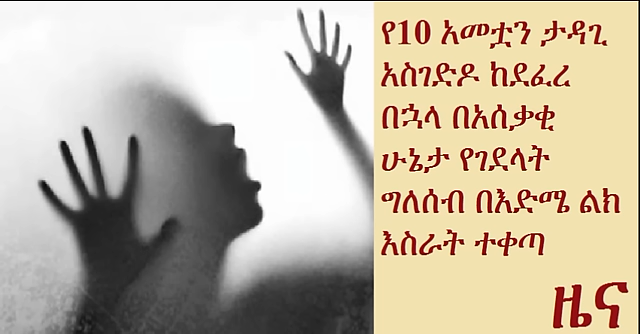 የ10 አመቷን ታዳጊ
አስገድዶ ከደፈረ
በኋላ በአሰቃቂ
ሁኔታ የገደላት
ግለሰብ በእድሜ ልክ
እስራት ተቀጣ
ዜና